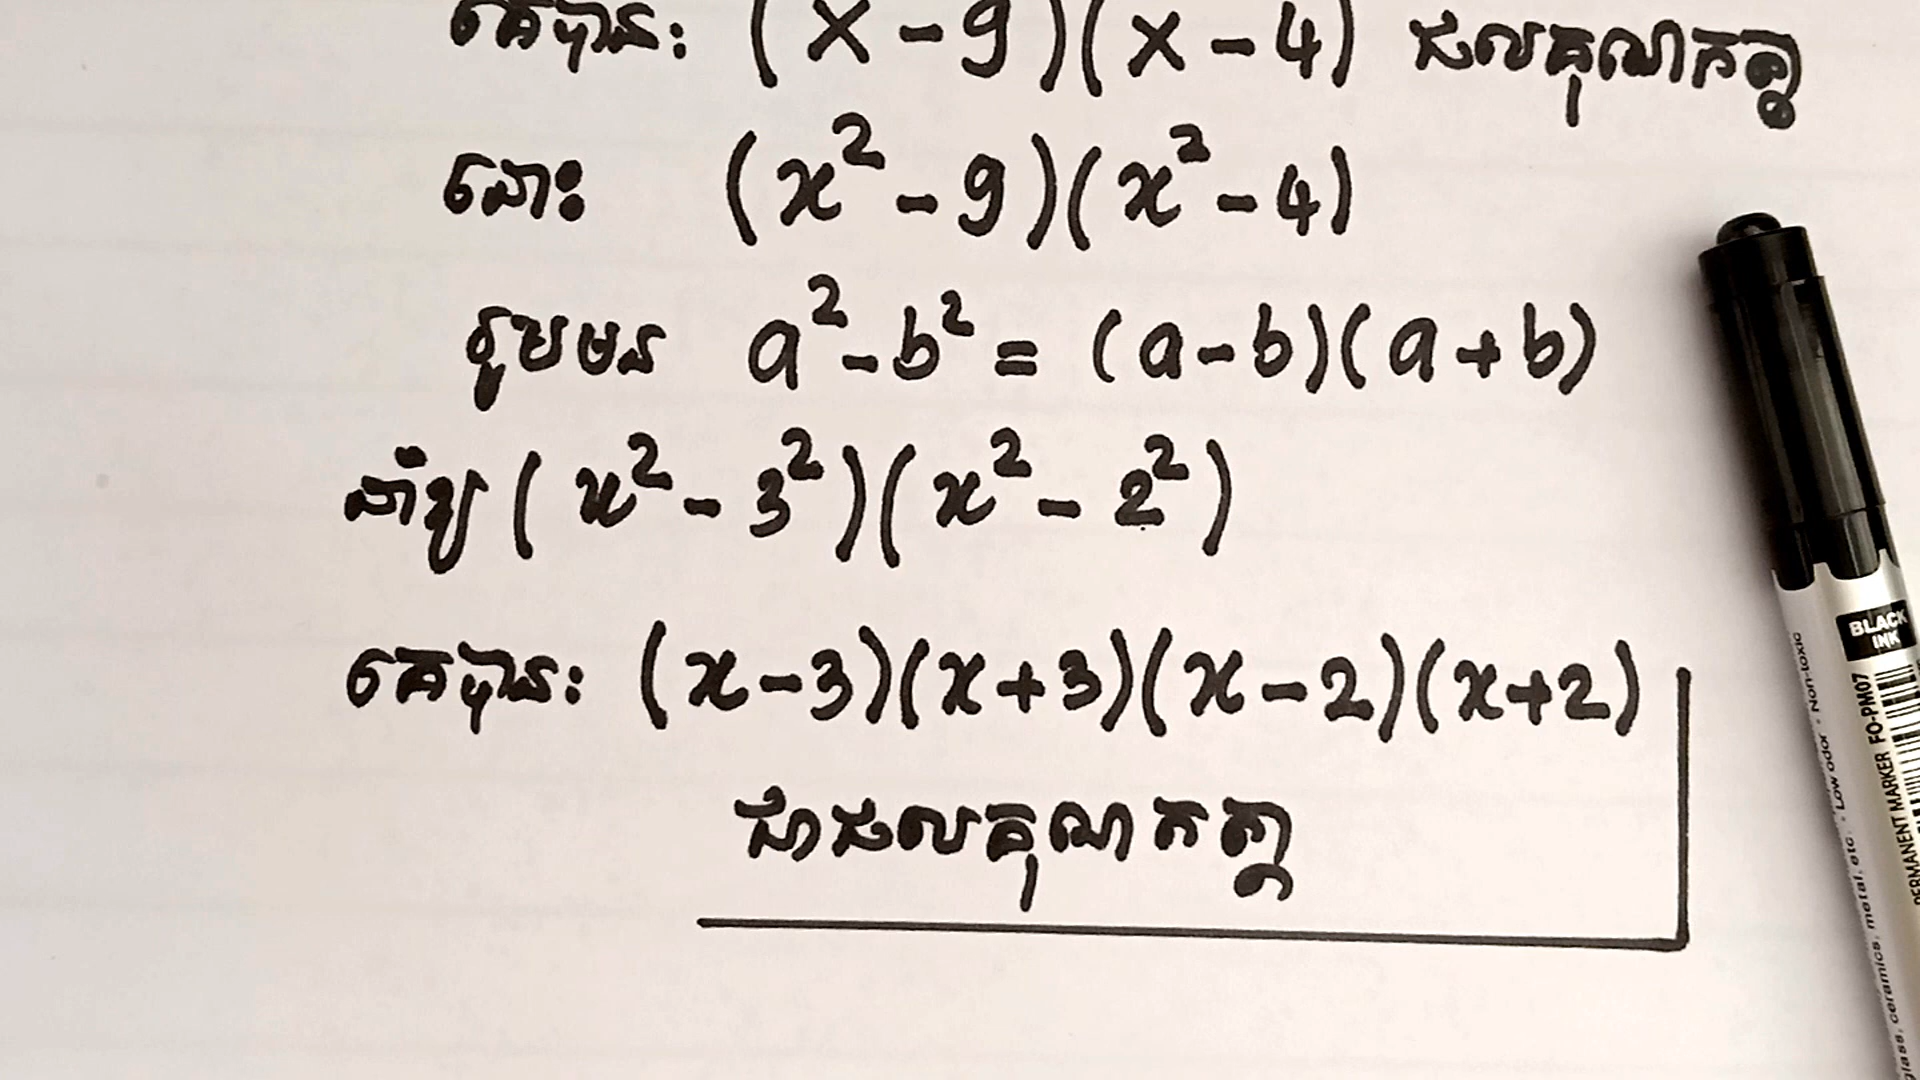 គេបាន: (x-9)(x-4) ផលគុណកត្តា
នោះ (x²-9)(x²-4)
រូបមន្ត a²-b² = (a-b)(a+b)
នាំឱ្យ (x²-3²)(x²-2²)
គេបាន: (x-3)(x+3)(x-2)(x+2)
ជាផលគុណកត្តា
BLACK
INK
PERMANENT MARKER FO-PM07
Low odor · Non-toxic
glass, ceramics, metal, etc.